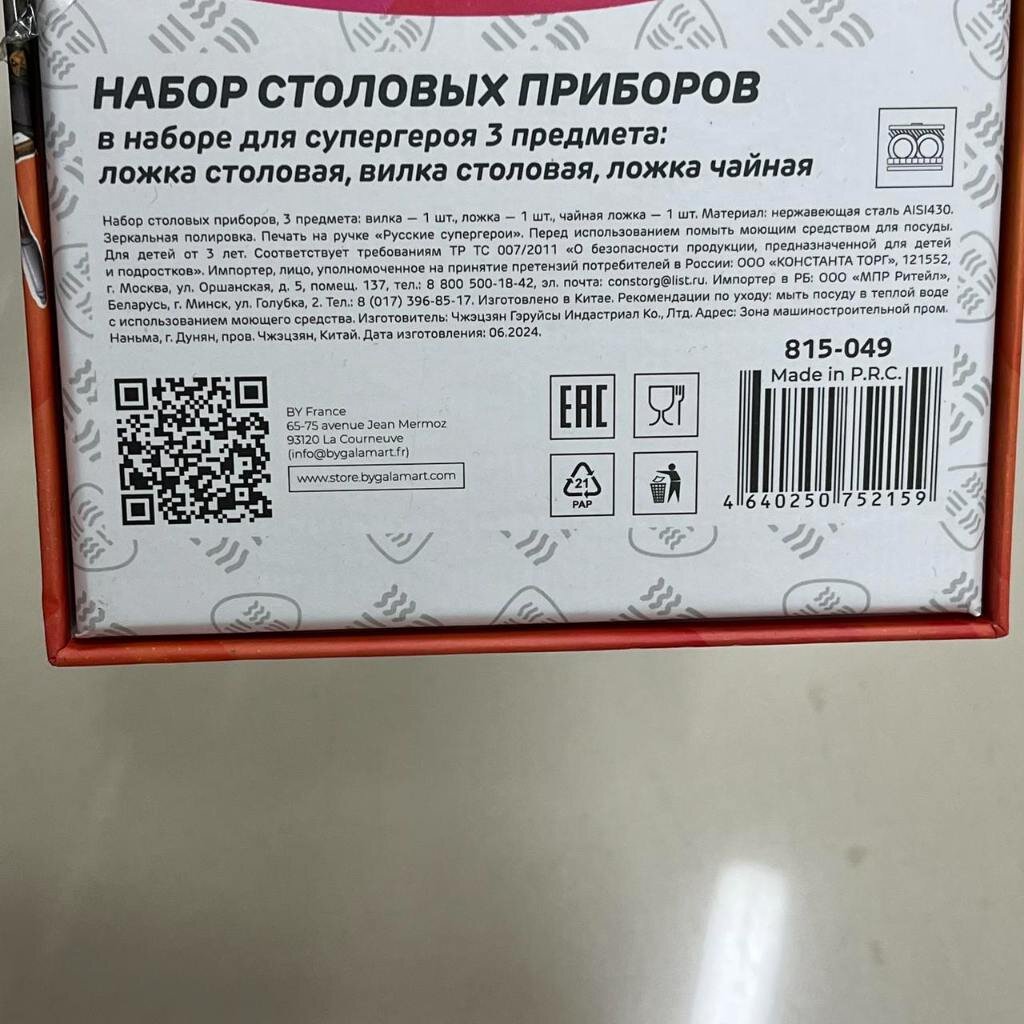 НАБОР СТОЛОВЫХ ПРИБОРОВ
в наборе для супергероя 3 предмета:
ложка столовая, вилка столовая, ложка чайная
Набор столовых приборов, 3 предмета: вилка — 1 шт., ложка — 1 шт., чайная ложка — 1 шт. Материал: нержавеющая сталь AISI430.
Зеркальная полировка. Печать на ручке «Русские супергерои». Перед использованием помыть моющим средством для посуды.
Для детей от 3 лет. Соответствует требованиям ТР ТС 007/2011 «О безопасности продукции, предназначенной для детей
и подростков». Импортер, лицо, уполномоченное на принятие претензий потребителей в России: ООО «КОНСТАНТА ТОРГ», 121552,
г. Москва, ул. Оршанская, д. 5, помещ. 137, тел.: 8 800 500-18-42, эл. почта: constorg@list.ru. Импортер в РБ: ООО «МПР Ритейл»,
Беларусь, г. Минск, ул. Голубка, 2. Тел.: 8 (017) 396-85-17. Изготовлено в Китае. Рекомендации по уходу: мыть посуду в теплой воде
с использованием моющего средства. Изготовитель: Чжэцзян Гэруйсы Индастриал Ко., Лтд. Адрес: Зона машиностроительной пром.
Наньма, г. Дунян, пров. Чжэцзян, Китай. Дата изготовления: 06.2024.
815-049
Made in P.R.C.
BY France
65-75 avenue Jean Mermoz
93120 La Courneuve
(info@bygalamart.fr)
www.store.bygalamart.com
EAC
21
PAP
4 640250 752159